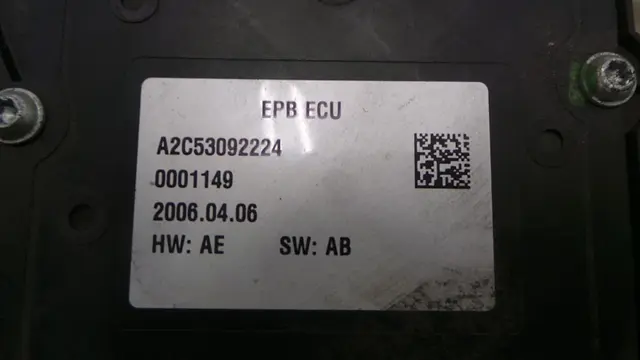 EPB ECU
A2C53092224
0001149
2006.04.06
HW: AE SW: AB